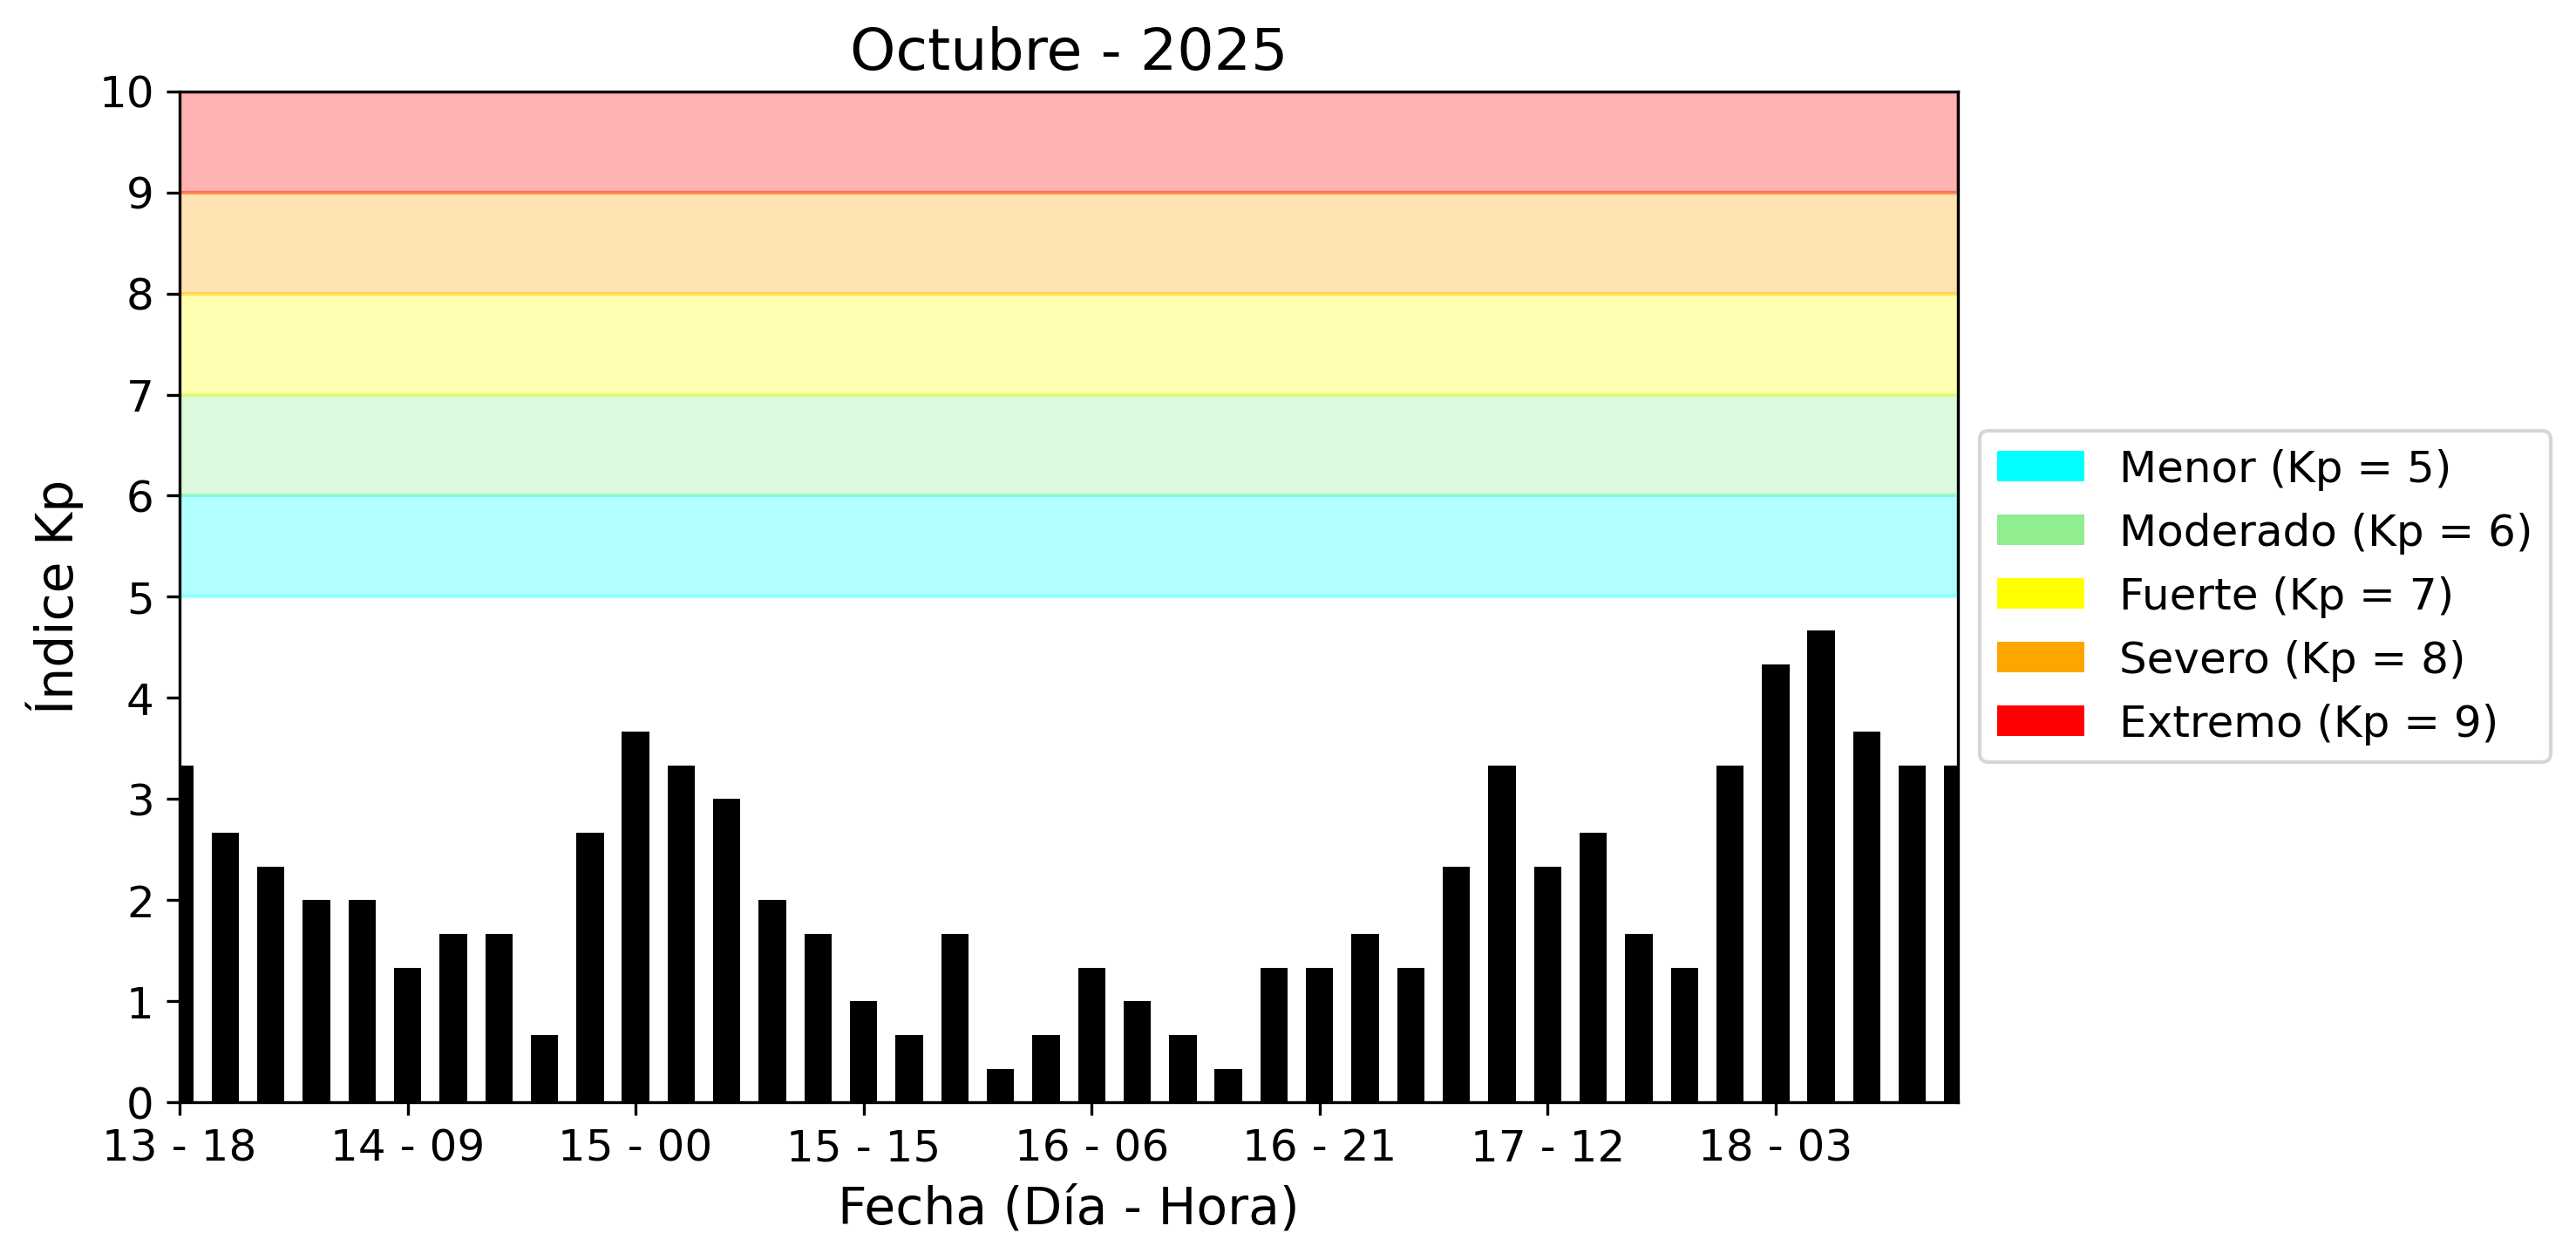 Octubre - 2025
10
9
8
7
6
5
4
3
2
1
0
Índice Kp
13 - 18
14 - 09
15 - 00
15 - 15
16 - 06
16 - 21
17 - 12
18 - 03
Fecha (Día - Hora)
Menor (Kp = 5)
Moderado (Kp = 6)
Fuerte (Kp = 7)
Severo (Kp = 8)
Extremo (Kp = 9)